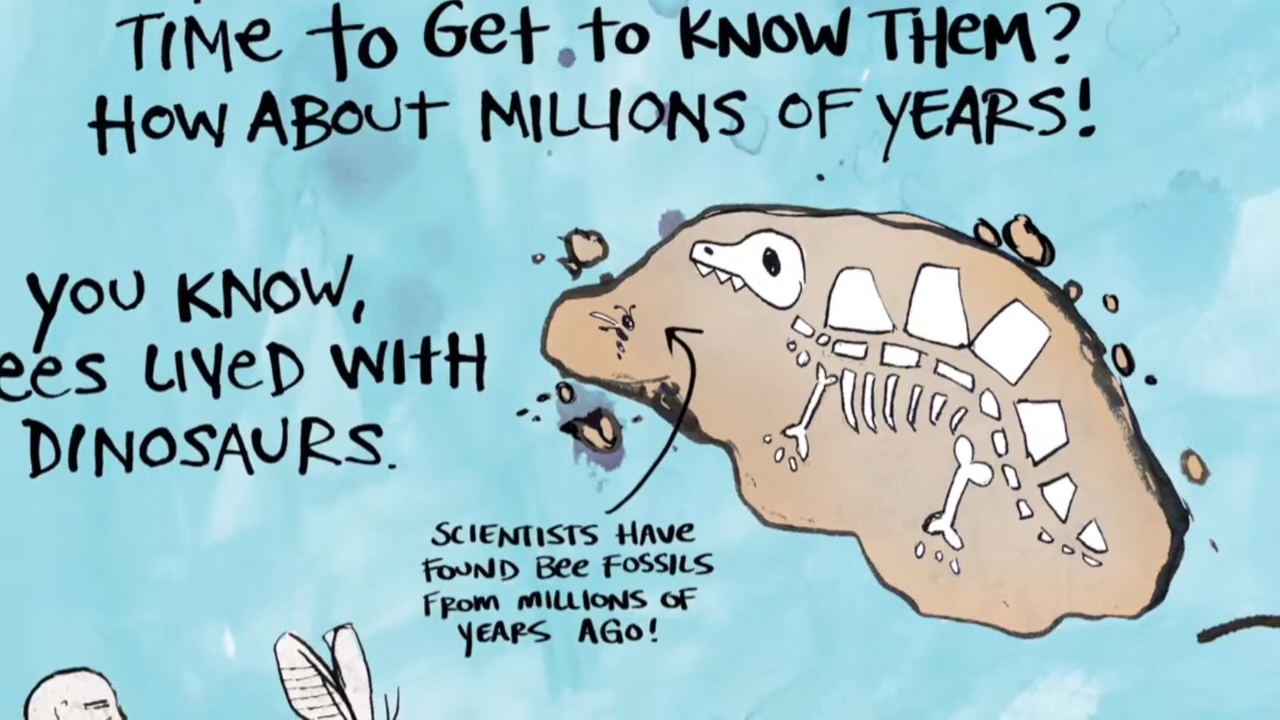 TIME to Get to KNOW THEM?
HOW ABOUT MILLIONS OF YEARS!
YOU KNOW,
ees LIVED WITH
DINOSAURS.
SCIENTISTS HAVE
FOUND Bee FOSSILS
FROM MILLIONS OF
YEARS AGO!